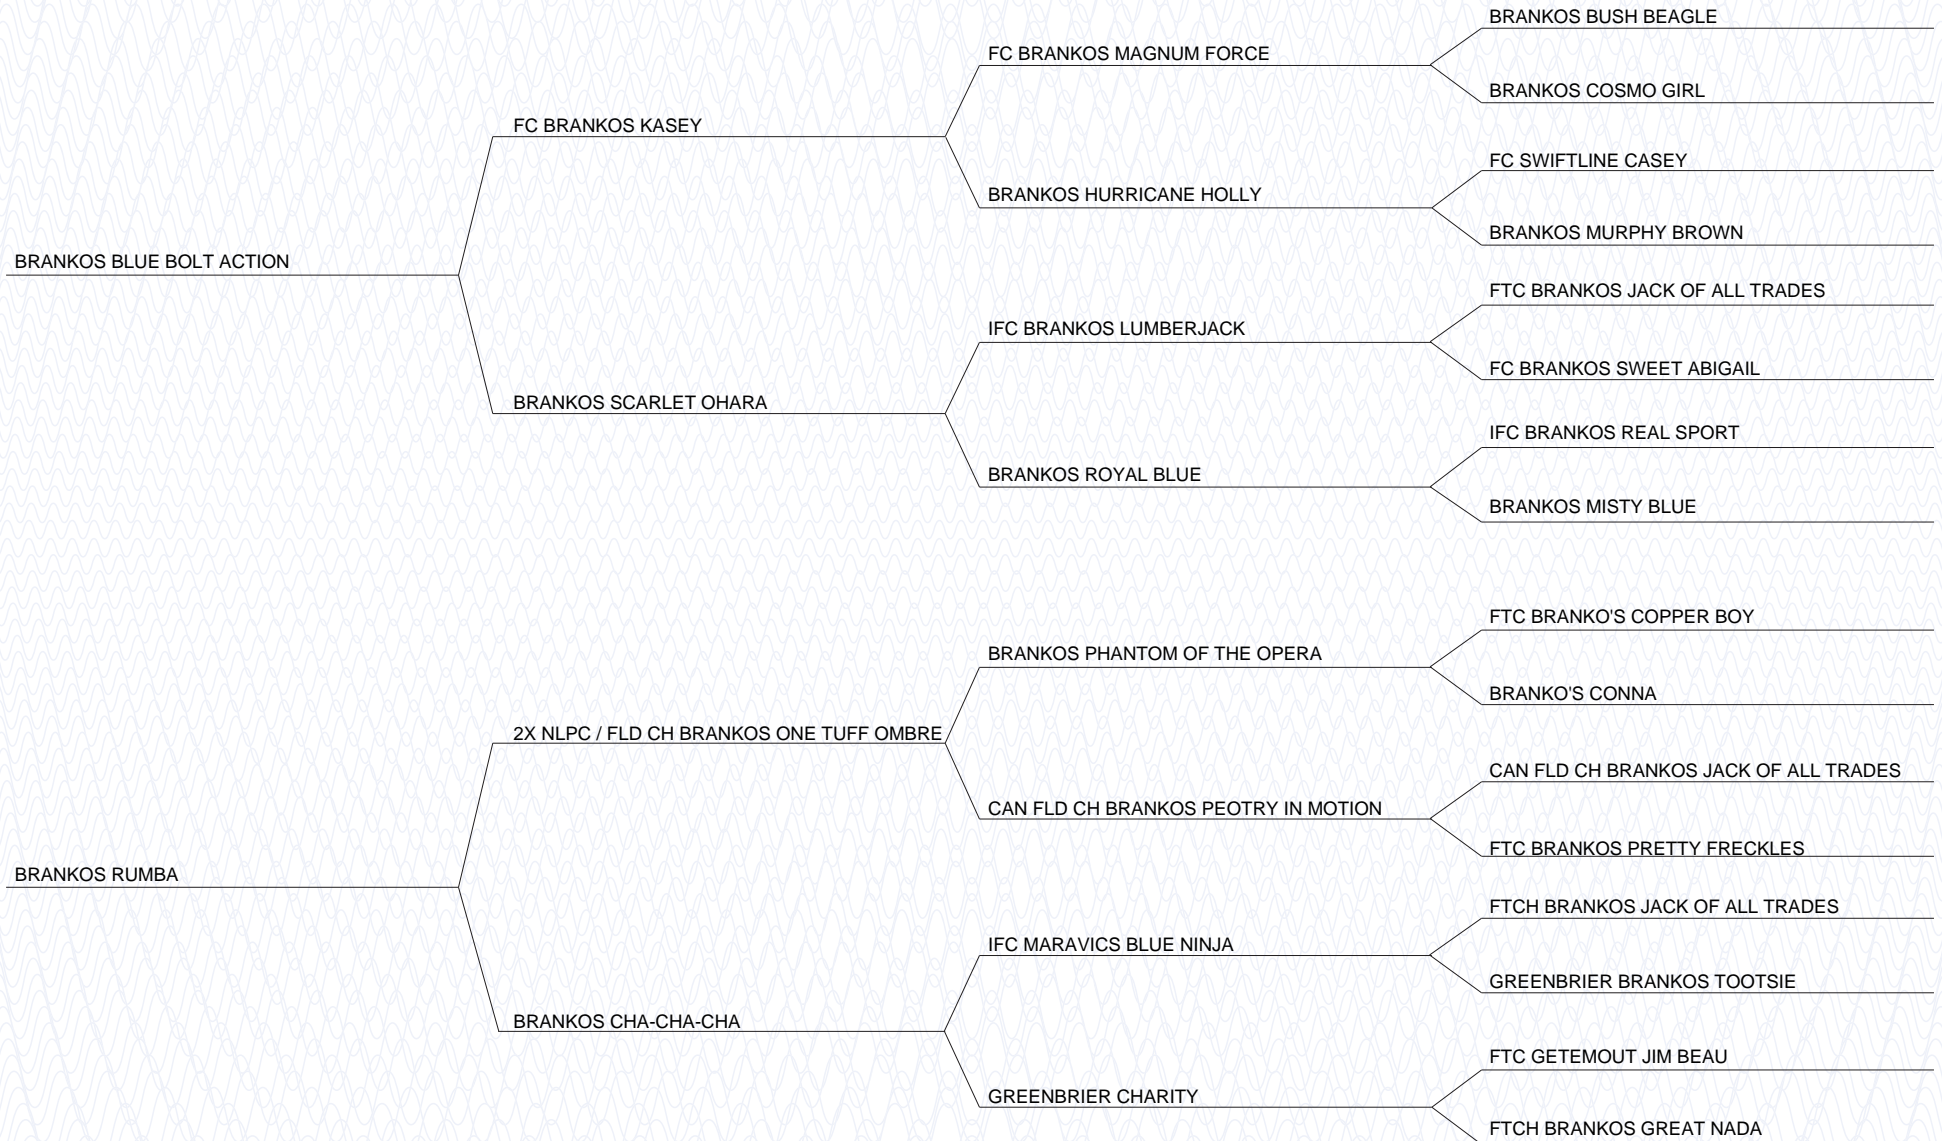 BRANKOS BUSH BEAGLE
FC BRANKOS MAGNUM FORCE
BRANKOS COSMO GIRL
FC BRANKOS KASEY
FC SWIFTLINE CASEY
BRANKOS HURRICANE HOLLY
BRANKOS MURPHY BROWN
BRANKOS BLUE BOLT ACTION
FTC BRANKOS JACK OF ALL TRADES
IFC BRANKOS LUMBERJACK
FC BRANKOS SWEET ABIGAIL
BRANKOS SCARLET OHARA
IFC BRANKOS REAL SPORT
BRANKOS ROYAL BLUE
BRANKOS MISTY BLUE
FTC BRANKO'S COPPER BOY
BRANKOS PHANTOM OF THE OPERA
BRANKO'S CONNA
2X NLPC / FLD CH BRANKOS ONE TUFF OMBRE
CAN FLD CH BRANKOS JACK OF ALL TRADES
CAN FLD CH BRANKOS PEOTRY IN MOTION
FTC BRANKOS PRETTY FRECKLES
BRANKOS RUMBA
FTCH BRANKOS JACK OF ALL TRADES
IFC MARAVICS BLUE NINJA
GREENBRIER BRANKOS TOOTSIE
BRANKOS CHA-CHA-CHA
FTC GETEMOUT JIM BEAU
GREENBRIER CHARITY
FTCH BRANKOS GREAT NADA